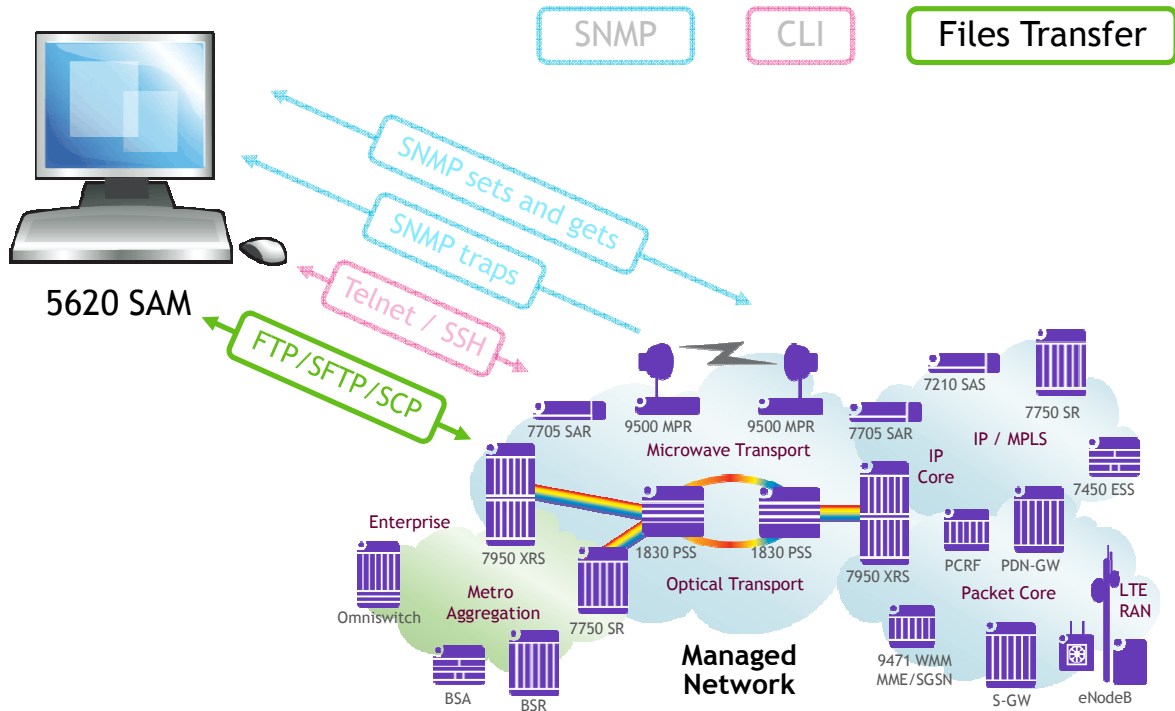 SNMP
CLI
Files Transfer
SNMP sets and gets
SNMP traps
Telnet / SSH
FTP/SFTP/SCP
5620 SAM
7210 SAS
7750 SR
7705 SAR
9500 MPR
9500 MPR
7705 SAR
IP / MPLS
Microwave Transport
IP
Core
7450 ESS
Enterprise
7950 XRS
1830 PSS
1830 PSS
7950 XRS
PCRF
PDN-GW
Optical Transport
Metro
Aggregation
Packet Core
LTE
RAN
Omniswitch
7750 SR
Managed
Network
9471 WMM
MME/SGSN
BSA
BSR
S-GW
eNodeB